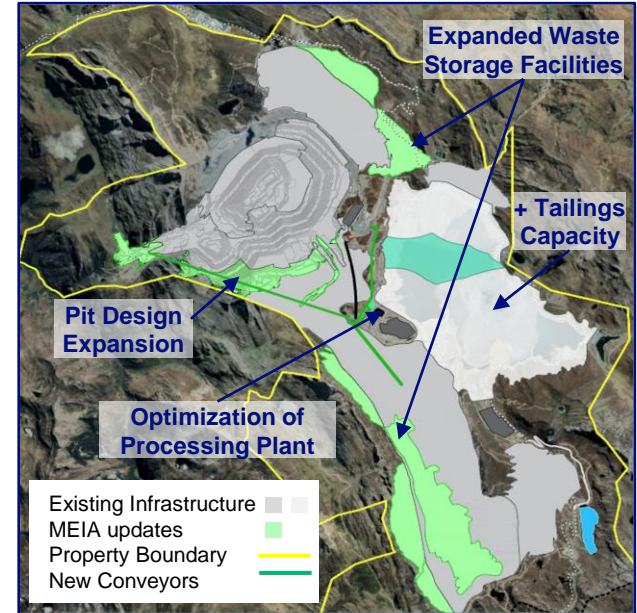 Expanded Waste
Storage Facilities
+ Tailings
Capacity
Pit Design
Expansion
Optimization of
Processing Plant
Existing Infrastructure
MEIA updates
Property Boundary
New Conveyors